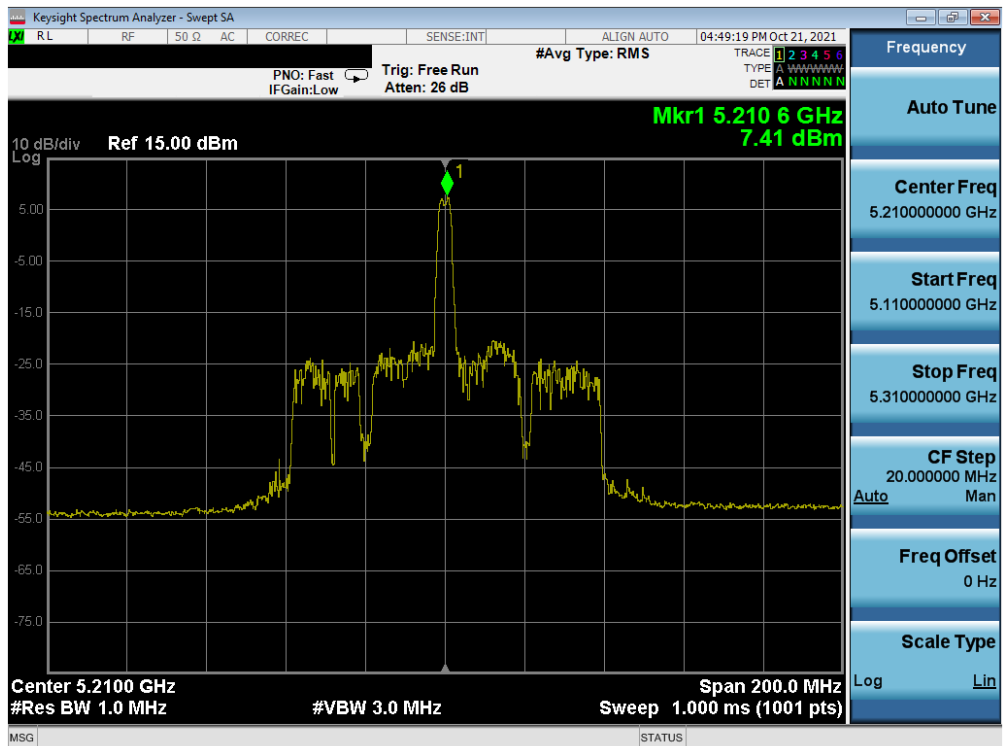 Keysight Spectrum Analyzer - Swept SA
LXI RL RF 50 Ω AC CORREC SENSE:INT ALIGN AUTO 04:49:19 PM Oct 21, 2021
#Avg Type: RMS
TRACE 1 2 3 4 5 6
TYPE A WWWWW
DET A N N N N N
PNO: Fast
IFGain:Low
Trig: Free Run
Atten: 26 dB
Mkr1 5.210 6 GHz
7.41 dBm
10 dB/div Ref 15.00 dBm
Log
1
5.00
-5.00
-15.0
-25.0
-35.0
-45.0
-55.0
-65.0
-75.0
Center 5.2100 GHz Span 200.0 MHz
#Res BW 1.0 MHz #VBW 3.0 MHz Sweep 1.000 ms (1001 pts)
MSG STATUS
Frequency
Auto Tune
Center Freq
5.210000000 GHz
Start Freq
5.110000000 GHz
Stop Freq
5.310000000 GHz
CF Step
20.000000 MHz
Auto Man
Freq Offset
0 Hz
Scale Type
Log Lin